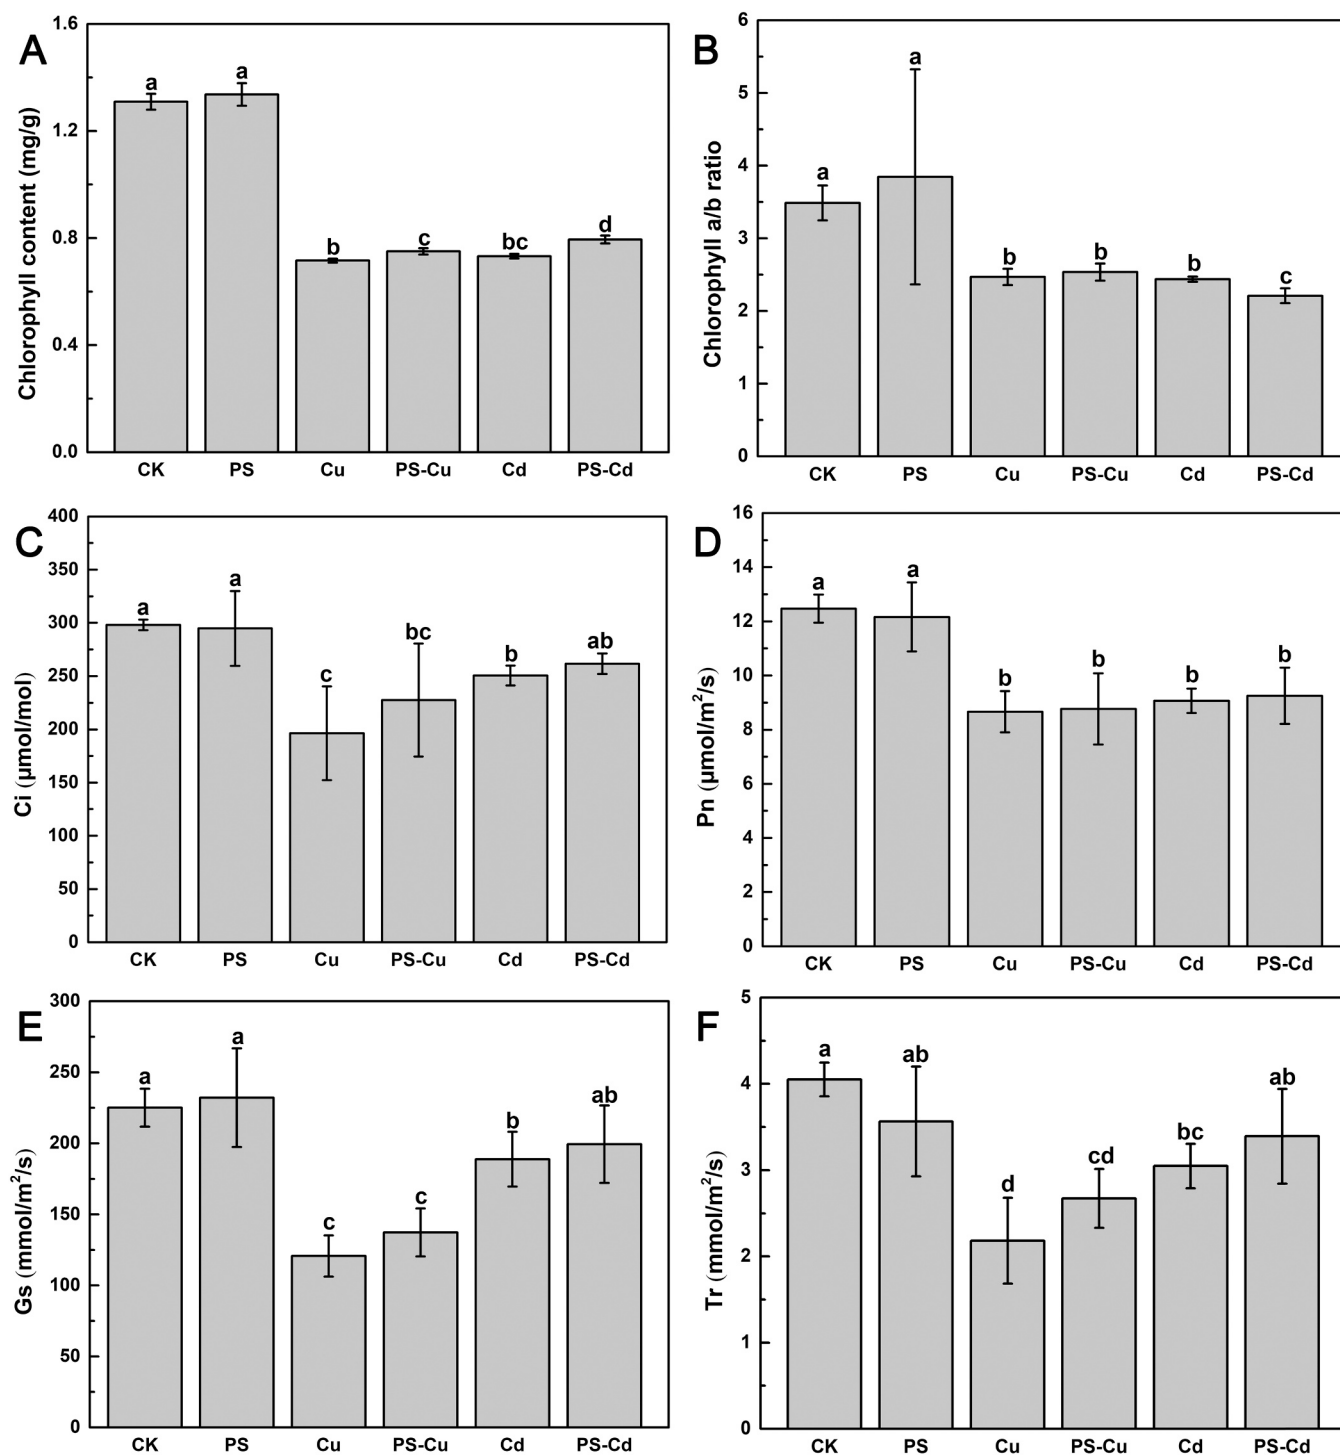 A
Chlorophyll content (mg/g)
1.6
1.2
0.8
0.4
0.0
a
a
b
c
bc
d
CK PS Cu PS-Cu Cd PS-Cd
B
Chlorophyll a/b ratio
6
5
4
3
2
1
0
a
a
b
b
b
c
CK PS Cu PS-Cu Cd PS-Cd
C
Ci (μmol/mol)
400
350
300
250
200
150
100
50
0
a
a
c
bc
b
ab
CK PS Cu PS-Cu Cd PS-Cd
D
Pn (μmol/m²/s)
16
14
12
10
8
6
4
2
0
a
a
b
b
b
b
CK PS Cu PS-Cu Cd PS-Cd
E
Gs (mmol/m²/s)
300
250
200
150
100
50
0
a
a
c
c
b
ab
CK PS Cu PS-Cu Cd PS-Cd
F
Tr (mmol/m²/s)
5
4
3
2
1
0
a
ab
d
cd
bc
ab
CK PS Cu PS-Cu Cd PS-Cd